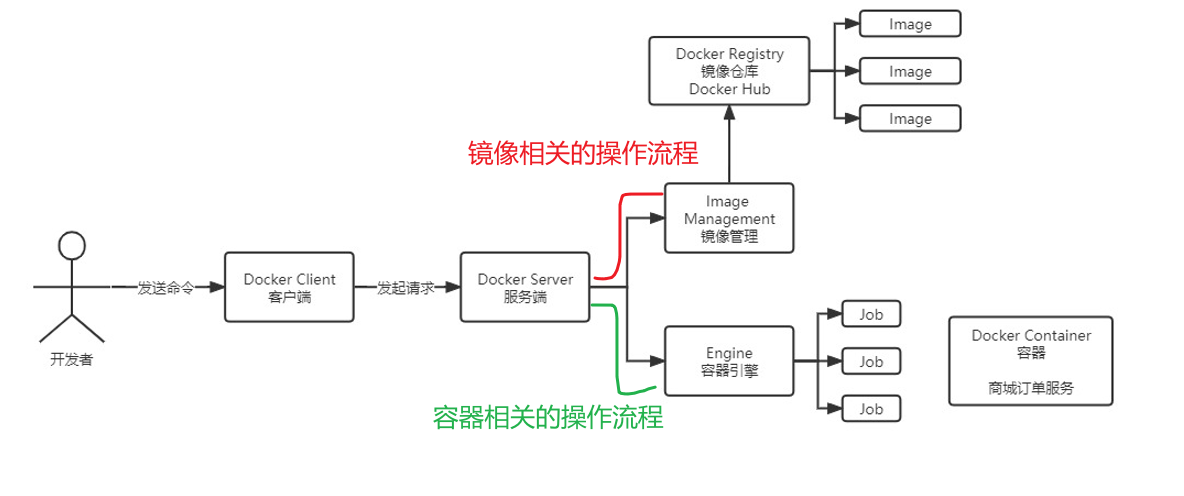 Image
Docker Registry
镜像仓库
Docker Hub
Image
Image
镜像相关的操作流程
Image
Management
镜像管理
发送命令
Docker Client
客户端
发起请求
Docker Server
服务端
开发者
Job
Engine
容器引擎
Job
Job
Docker Container
容器
商城订单服务
容器相关的操作流程